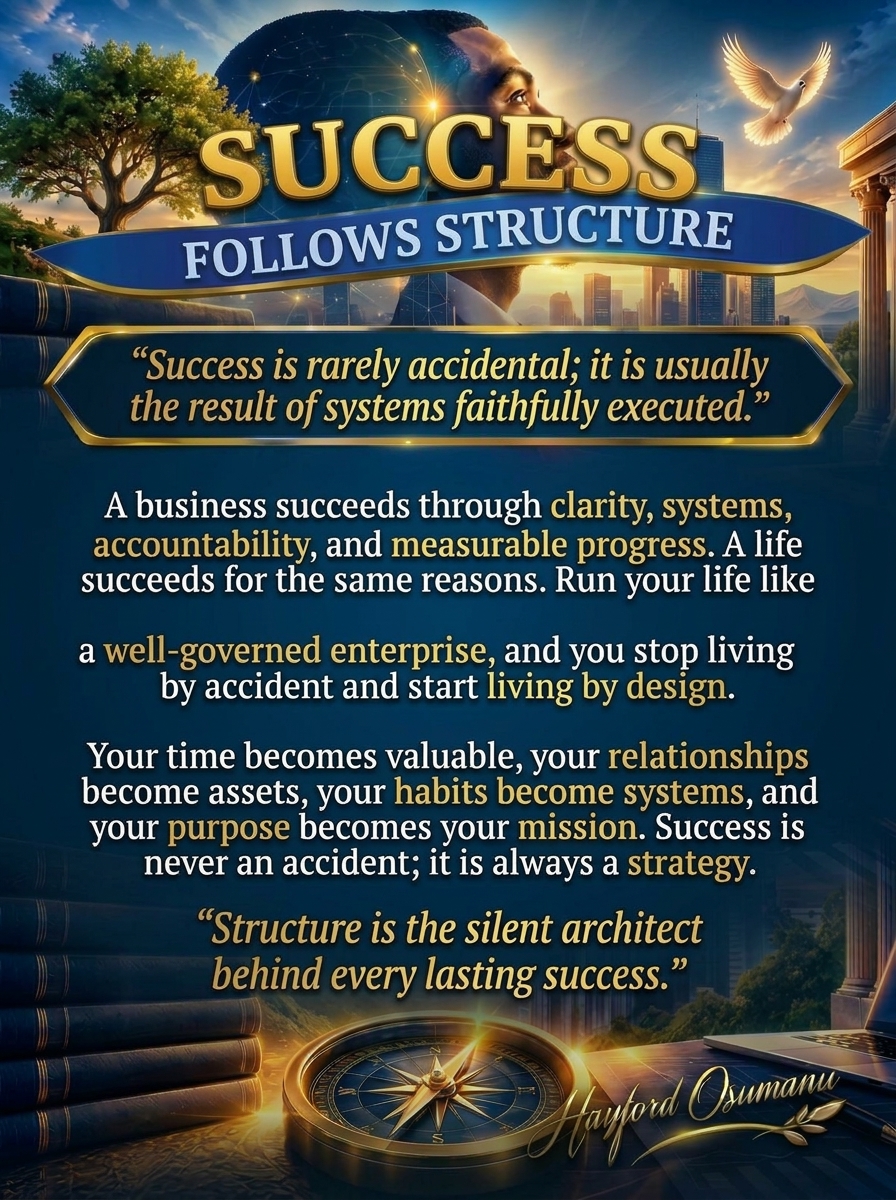 SUCCESS
FOLLOWS STRUCTURE
“Success is rarely accidental; it is usually
the result of systems faithfully executed.”
A business succeeds through clarity, systems,
accountability, and measurable progress. A life
succeeds for the same reasons. Run your life like
a well-governed enterprise, and you stop living
by accident and start living by design.
Your time becomes valuable, your relationships
become assets, your habits become systems, and
your purpose becomes your mission. Success is
never an accident; it is always a strategy.
“Structure is the silent architect
behind every lasting success.”
Hayford Osumanu